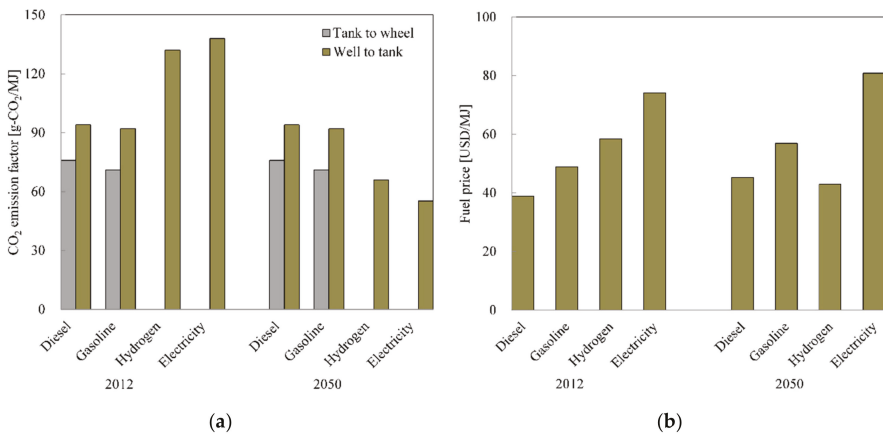 150
120
90
60
30
0
CO₂ emission factor [g-CO₂/MJ]
Tank to wheel
Well to tank
Diesel
Gasoline
Hydrogen
Electricity
Diesel
Gasoline
Hydrogen
Electricity
2012
2050
(a)
100
80
60
40
20
0
Fuel price [USD/MJ]
Diesel
Gasoline
Hydrogen
Electricity
Diesel
Gasoline
Hydrogen
Electricity
2012
2050
(b)